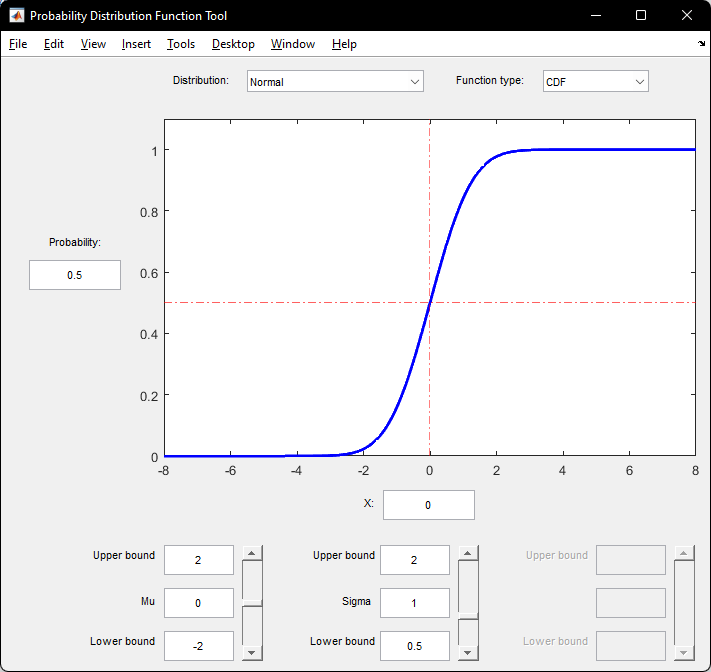 Probability Distribution Function Tool
File Edit View Insert Tools Desktop Window Help
Distribution: Normal Function type: CDF
1
0.8
Probability:
0.5
0.6
0.4
0.2
0
-8 -6 -4 -2 0 2 4 6 8
X: 0
Upper bound 2 Upper bound 2 Upper bound
Mu 0 Sigma 1
Lower bound -2 Lower bound 0.5 Lower bound